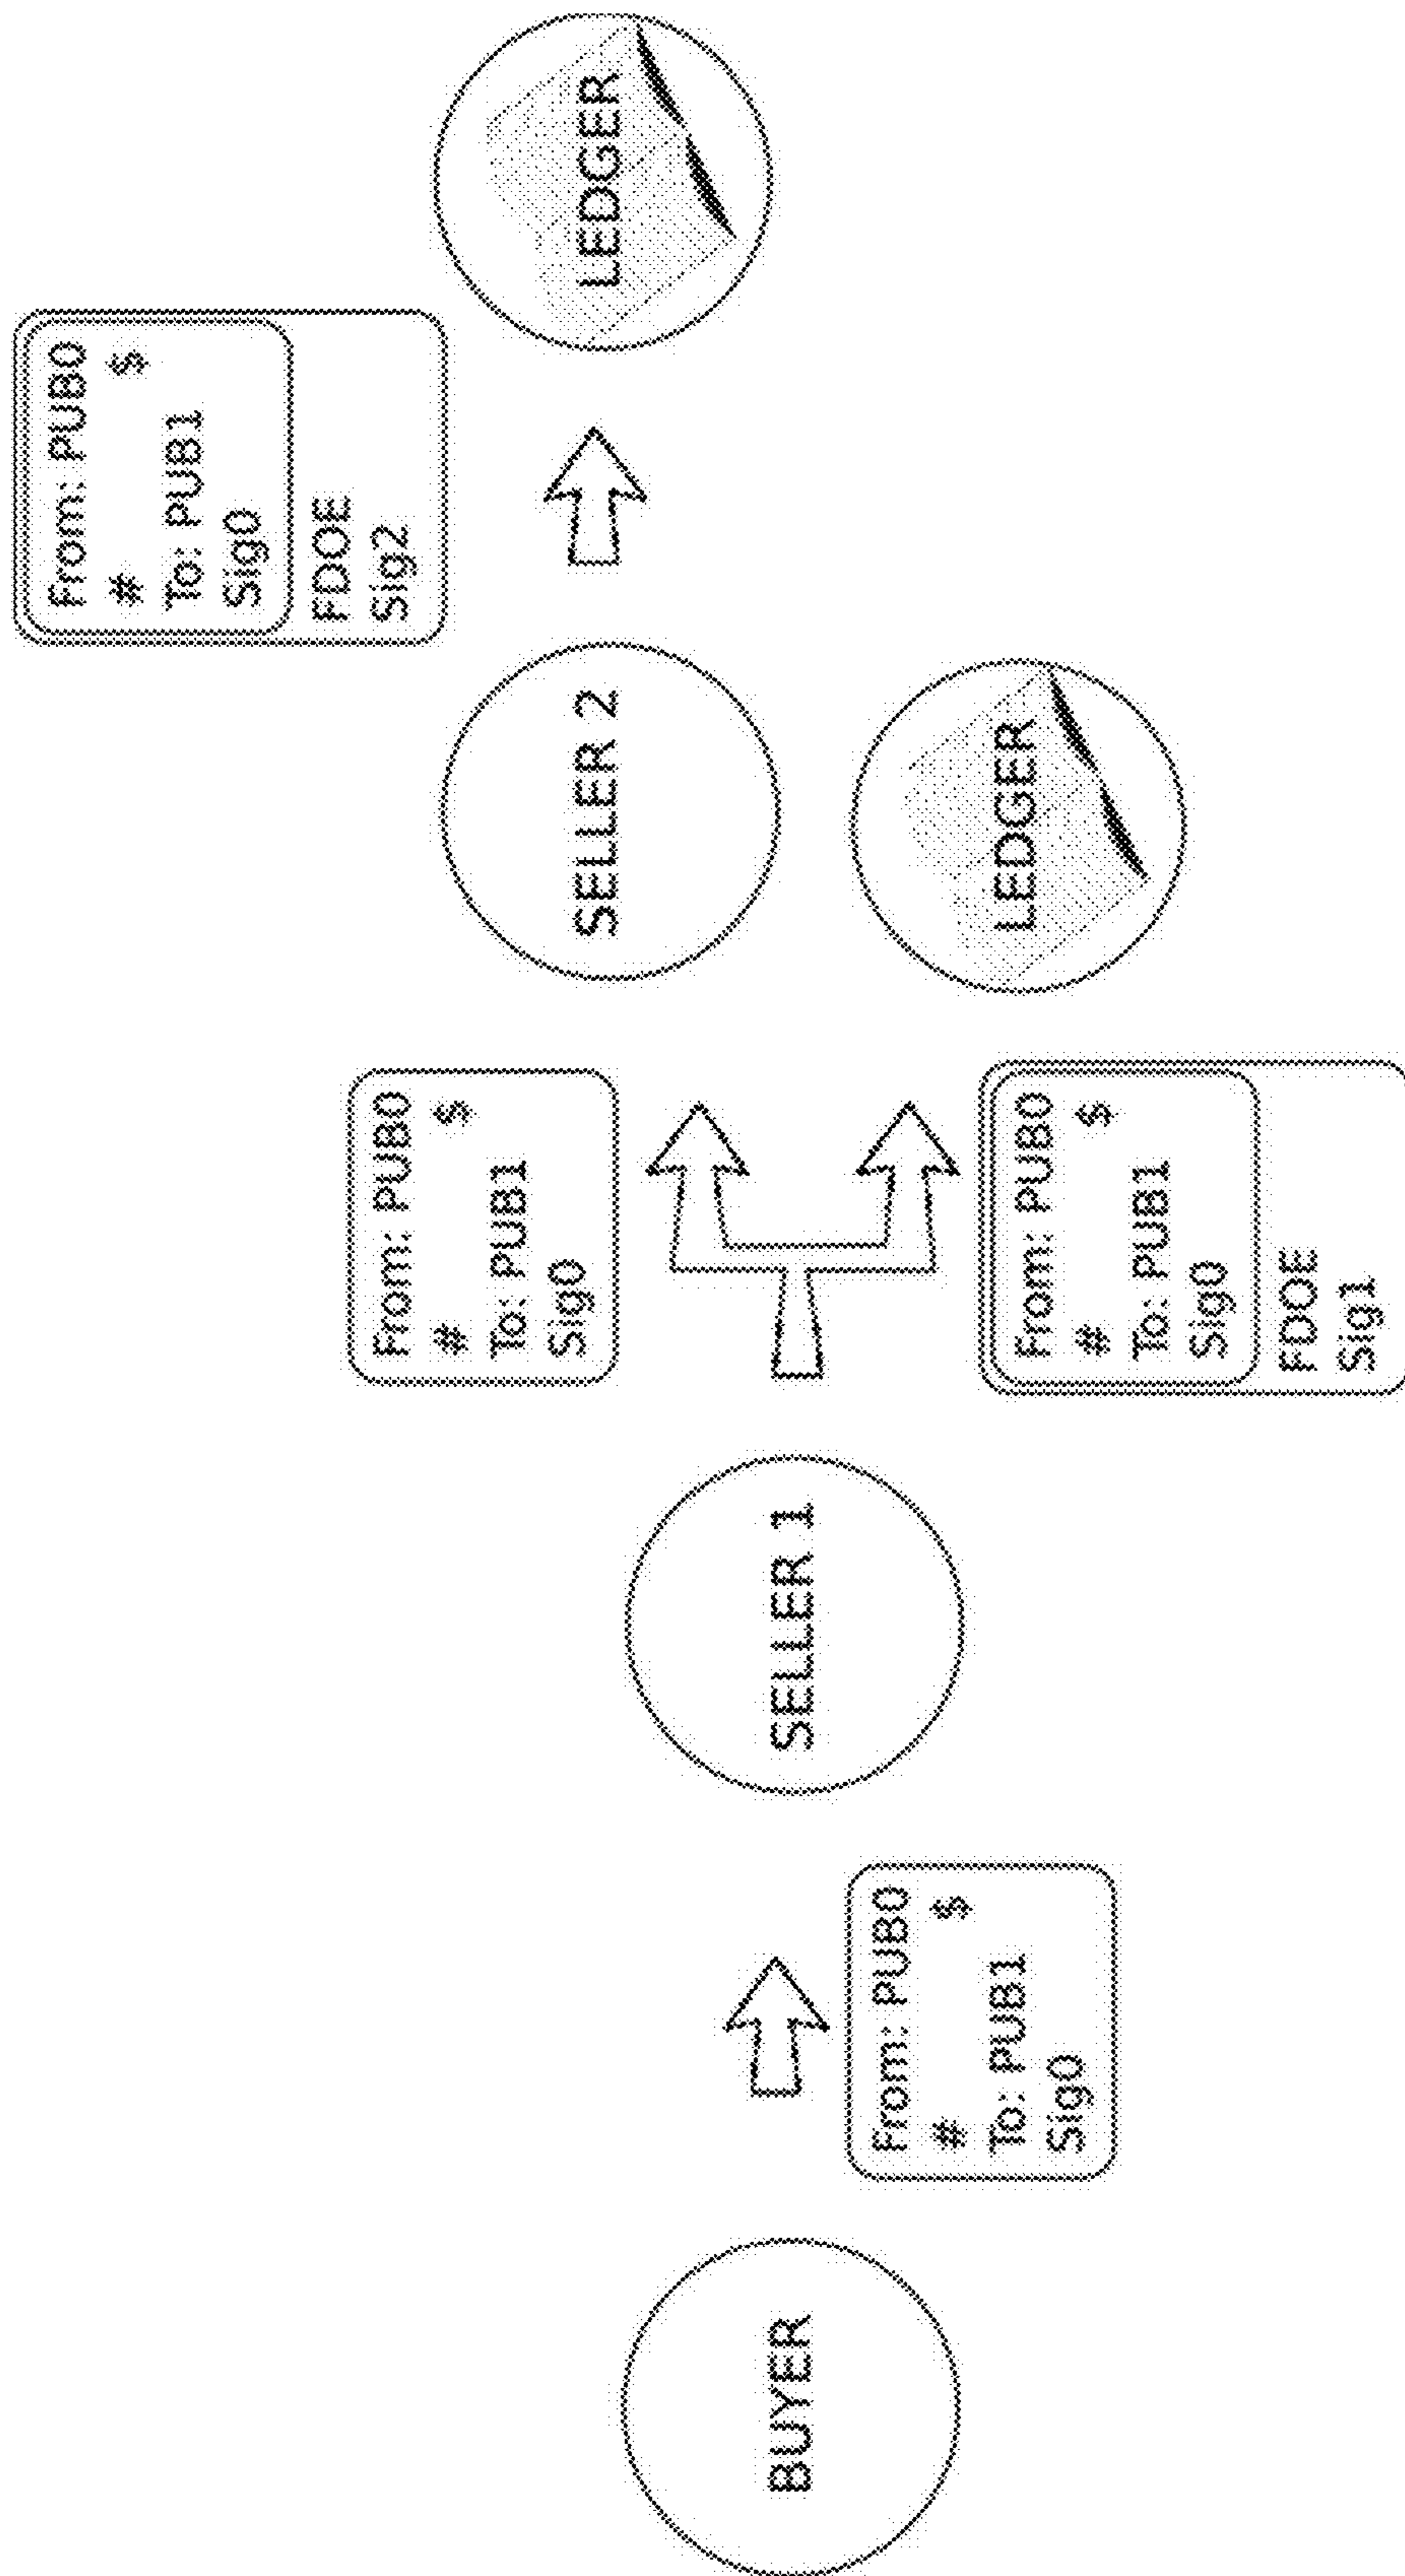 BUYER
From: PUB0
# $
To: PUB1
Sig0
SELLER 1
From: PUB0
# $
To: PUB1
Sig0
From: PUB0
# $
To: PUB1
Sig0
FDOE
Sig1
SELLER 2
LEDGER
From: PUB0
# $
To: PUB1
Sig0
FDOE
Sig2
LEDGER